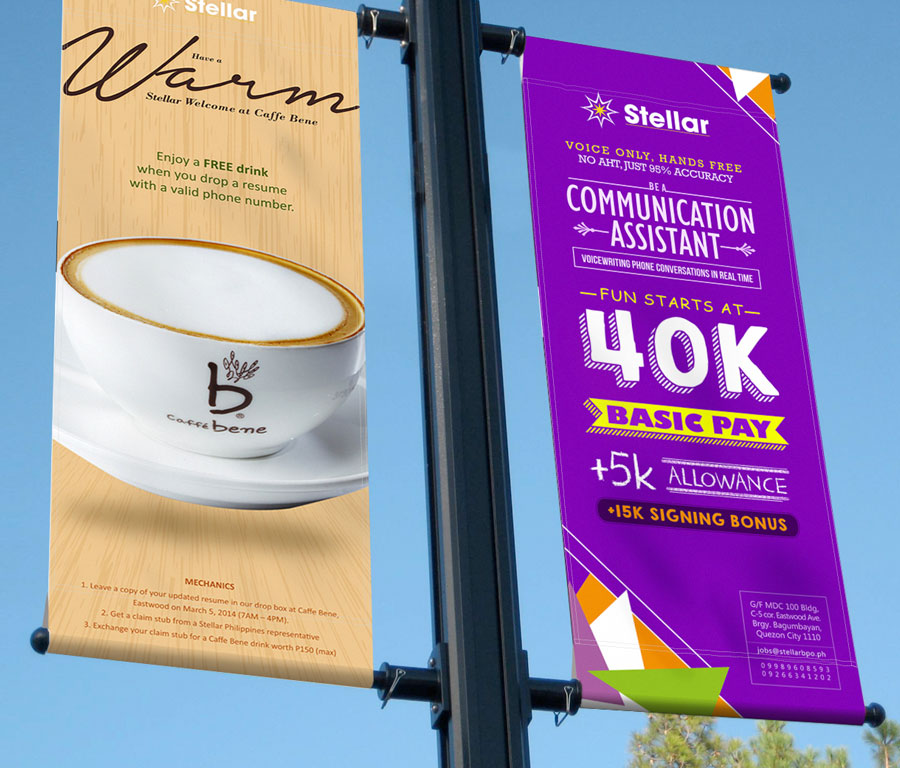 Stellar
Have a
Warm
Stellar Welcome at Caffe Bene
Enjoy a FREE drink
when you drop a resume
with a valid phone number.
b
caffé bene
MECHANICS
1. Leave a copy of your updated resume in our drop box at Caffe Bene,
Eastwood on March 5, 2014 (7AM – 4PM).
2. Get a claim stub from a Stellar Philippines representative
3. Exchange your claim stub for a Caffe Bene drink worth P150 (max)
Stellar
VOICE ONLY, HANDS FREE
NO AHT, JUST 98% ACCURACY
BE A
COMMUNICATION
ASSISTANT
VOICEWRITING PHONE CONVERSATIONS IN REAL TIME
FUN STARTS AT
40K
BASIC PAY
+5k ALLOWANCE
+15K SIGNING BONUS
G/F MDC 100 Bldg,
C-5 cor. Eastwood Ave.
Brgy. Bagumbayan,
Quezon City 1110
jobs@stellarbpo.ph
09989608593
09266341202